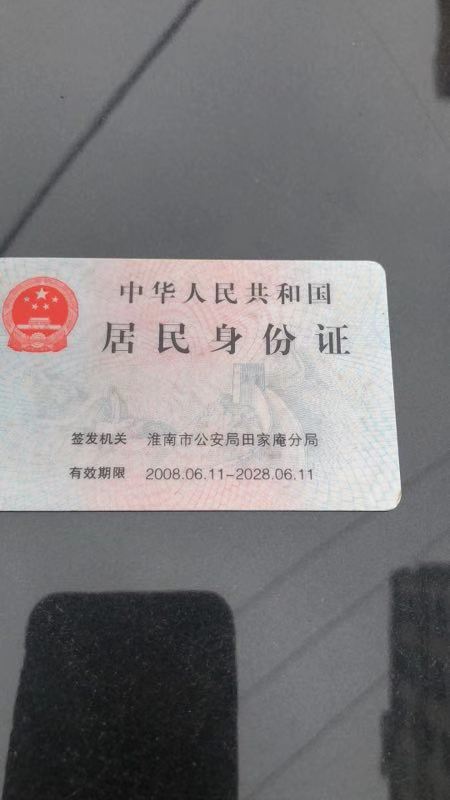 中华人民共和国
居民身份证
签发机关 淮南市公安局田家庵分局
有效期限 2008.06.11-2028.06.11